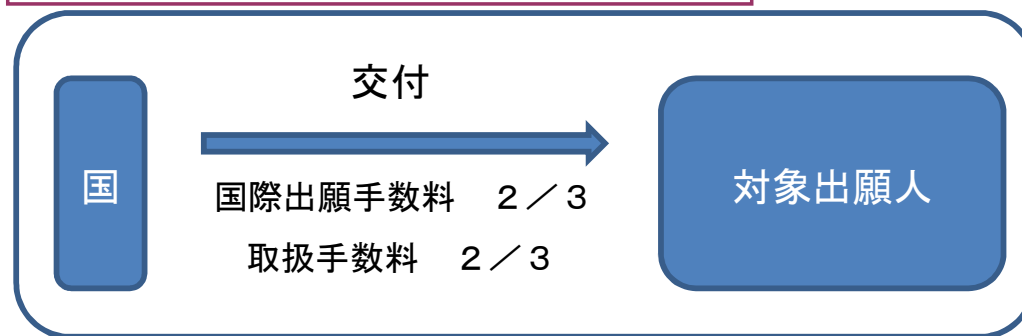 交付
国
国際出願手数料　２／３
対象出願人
取扱手数料　２／３